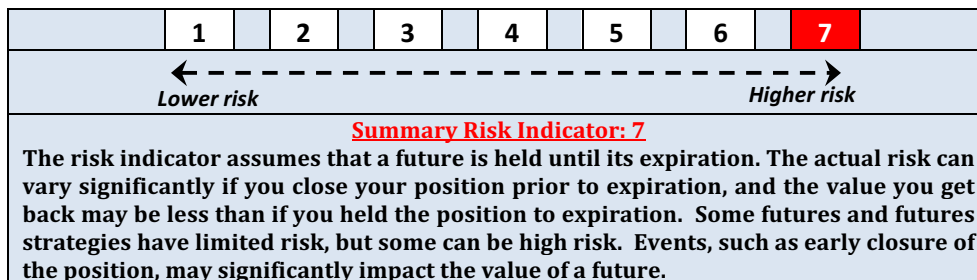 1 2 3 4 5 6 7
Lower risk Higher risk
Summary Risk Indicator: 7
The risk indicator assumes that a future is held until its expiration. The actual risk can
vary significantly if you close your position prior to expiration, and the value you get
back may be less than if you held the position to expiration. Some futures and futures
strategies have limited risk, but some can be high risk. Events, such as early closure of
the position, may significantly impact the value of a future.